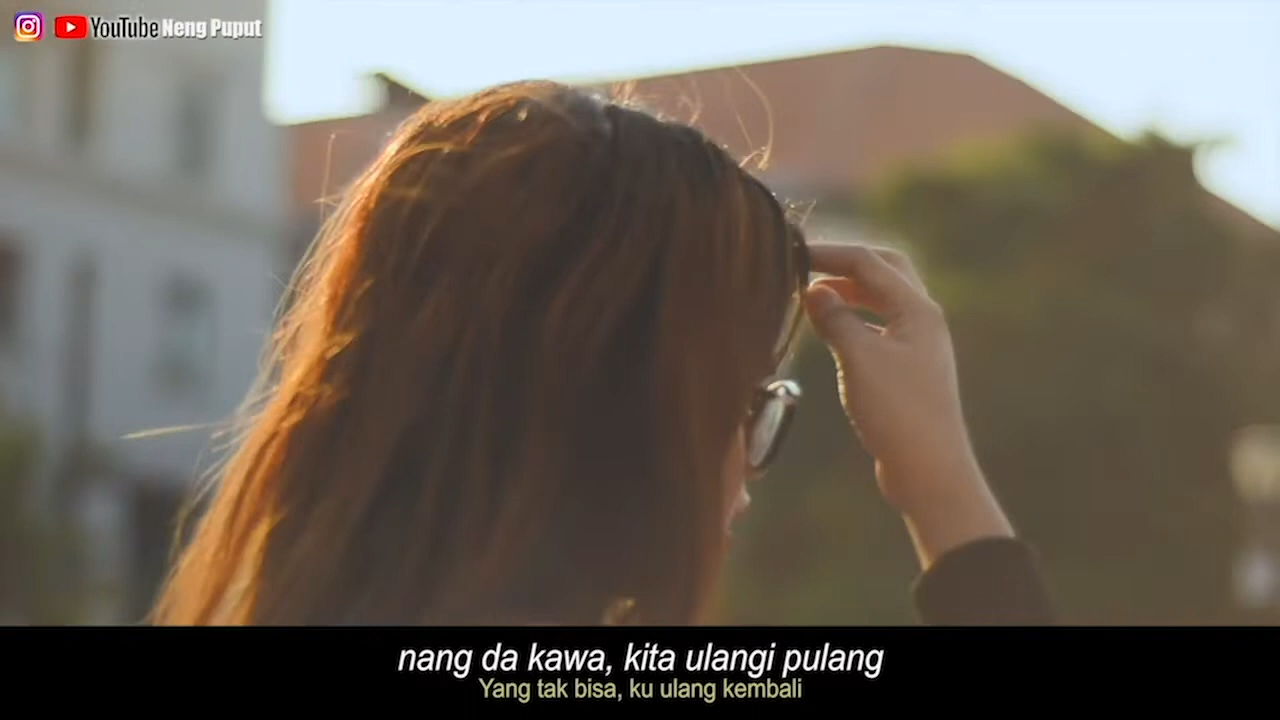 YouTube Neng Puput
nang da kawa, kita ulangi pulang
Yang tak bisa, ku ulang kembali